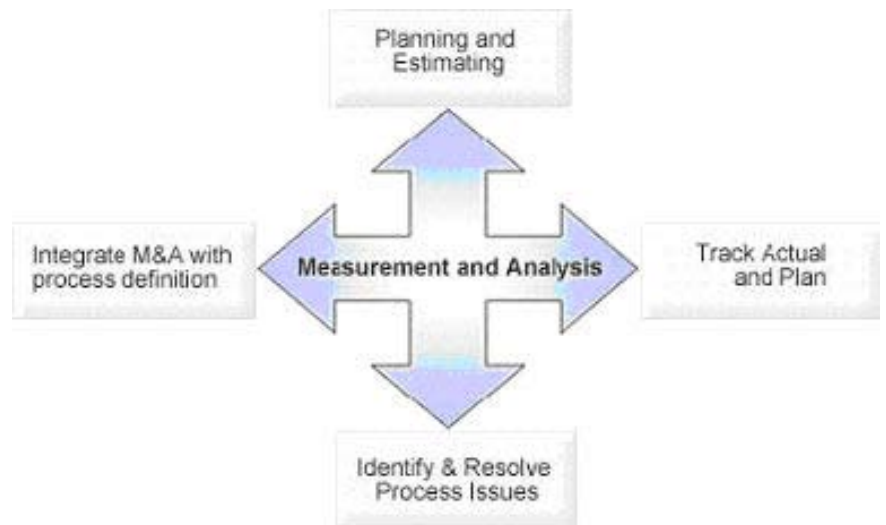 Planning and
Estimating
Integrate M&A with
process definition
Measurement and Analysis
Track Actual
and Plan
Identify & Resolve
Process Issues